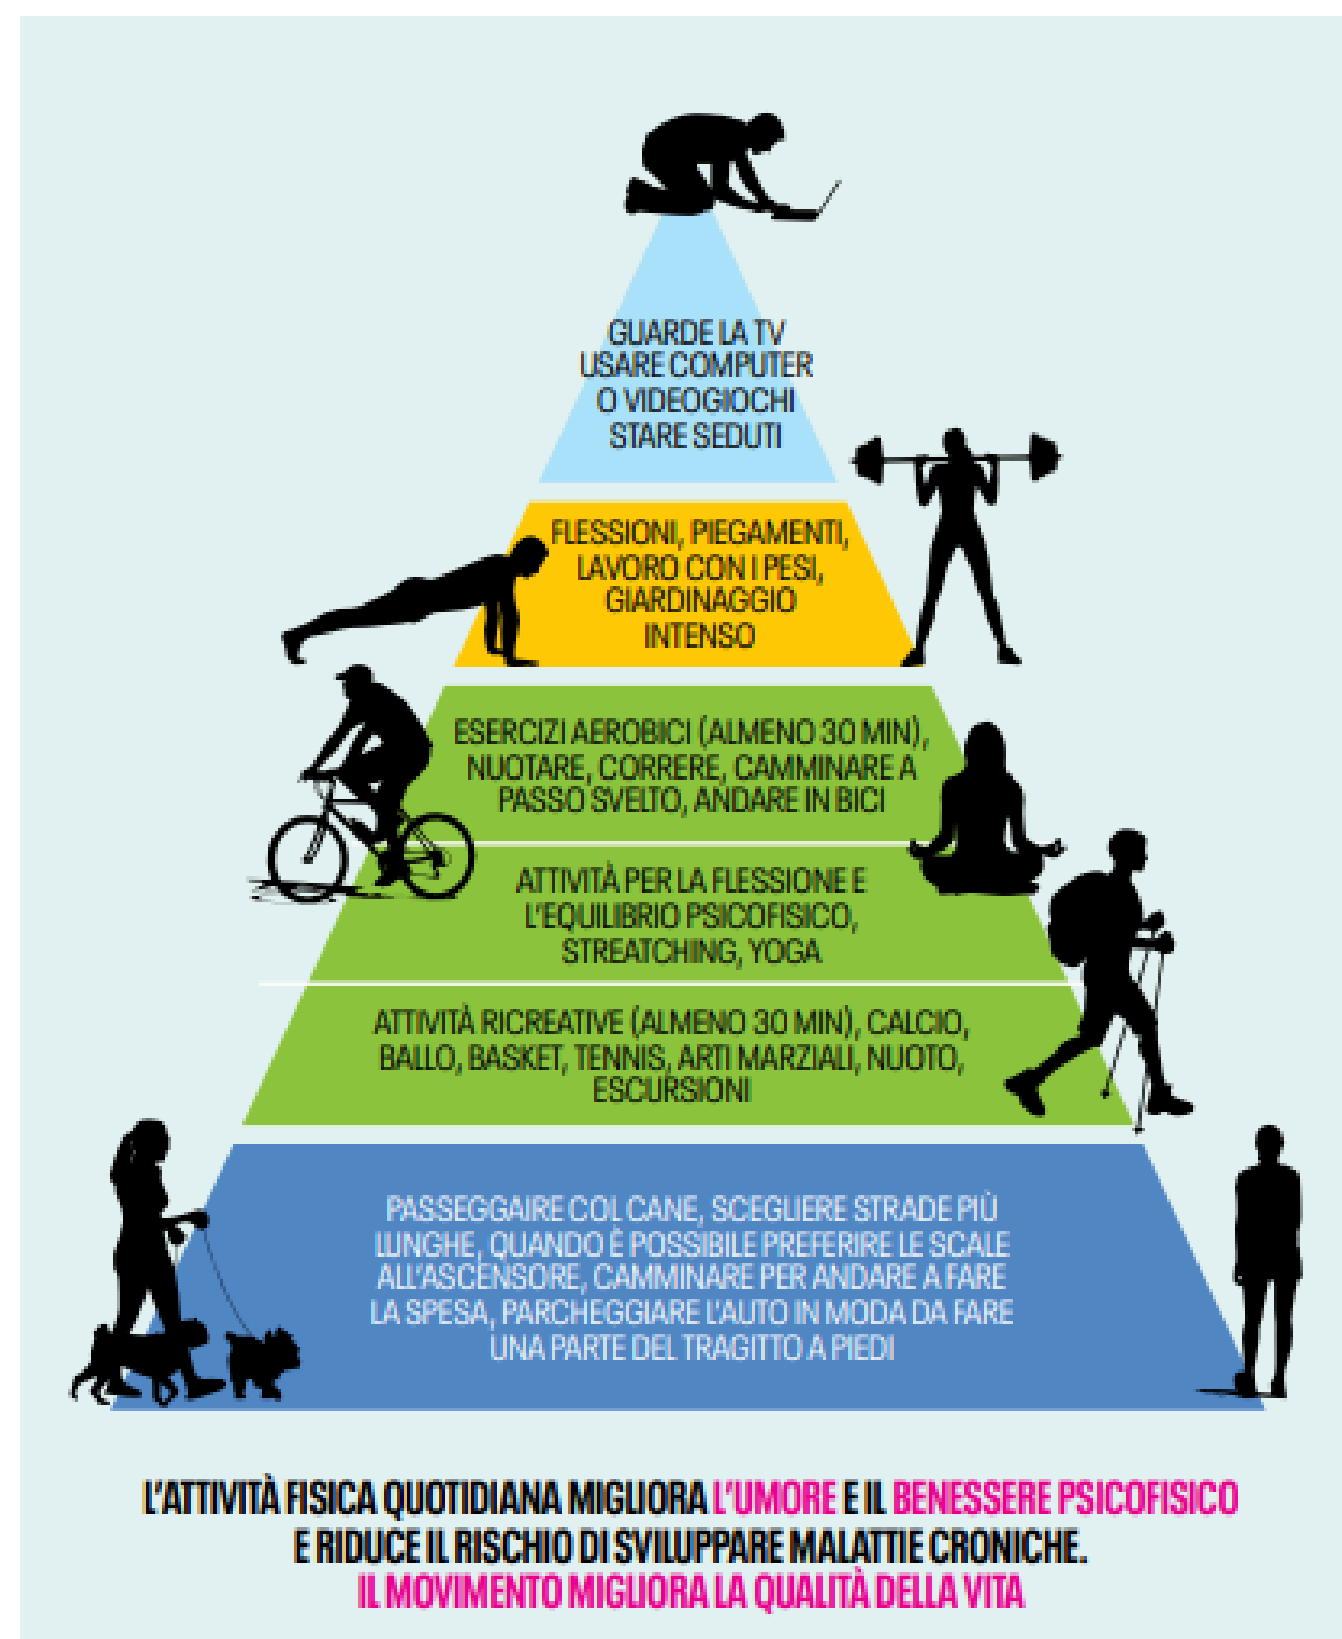 GUARDE LA TV
USARE COMPUTER
O VIDEOGIOCHI
STARE SEDUTI
FLESSIONI, PIEGAMENTI,
LAVORO CON I PESI,
GIARDINAGGIO
INTENSO
ESERCIZI AEROBICI (ALMENO 30 MIN),
NUOTARE, CORRERE, CAMMINARE A
PASSO SVELTO, ANDARE IN BICI
ATTIVITÀ PER LA FLESSIONE E
L'EQUILIBRIO PSICOFISICO,
STREATCHING, YOGA
ATTIVITÀ RICREATIVE (ALMENO 30 MIN), CALCIO,
BALLO, BASKET, TENNIS, ARTI MARZIALI, NUOTO,
ESCURSIONI
PASSEGGAIRE COL CANE, SCEGLIERE STRADE PIÙ
LUNGHE, QUANDO È POSSIBILE PREFERIRE LE SCALE
ALL'ASCENSORE, CAMMINARE PER ANDARE A FARE
LA SPESA, PARCHEGGIARE L'AUTO IN MODA DA FARE
UNA PARTE DEL TRAGITTO A PIEDI
L'ATTIVITÀ FISICA QUOTIDIANA MIGLIORA L'UMORE E IL BENESSERE PSICOFISICO
E RIDUCE IL RISCHIO DI SVILUPPARE MALATTIE CRONICHE.
IL MOVIMENTO MIGLIORA LA QUALITÀ DELLA VITA